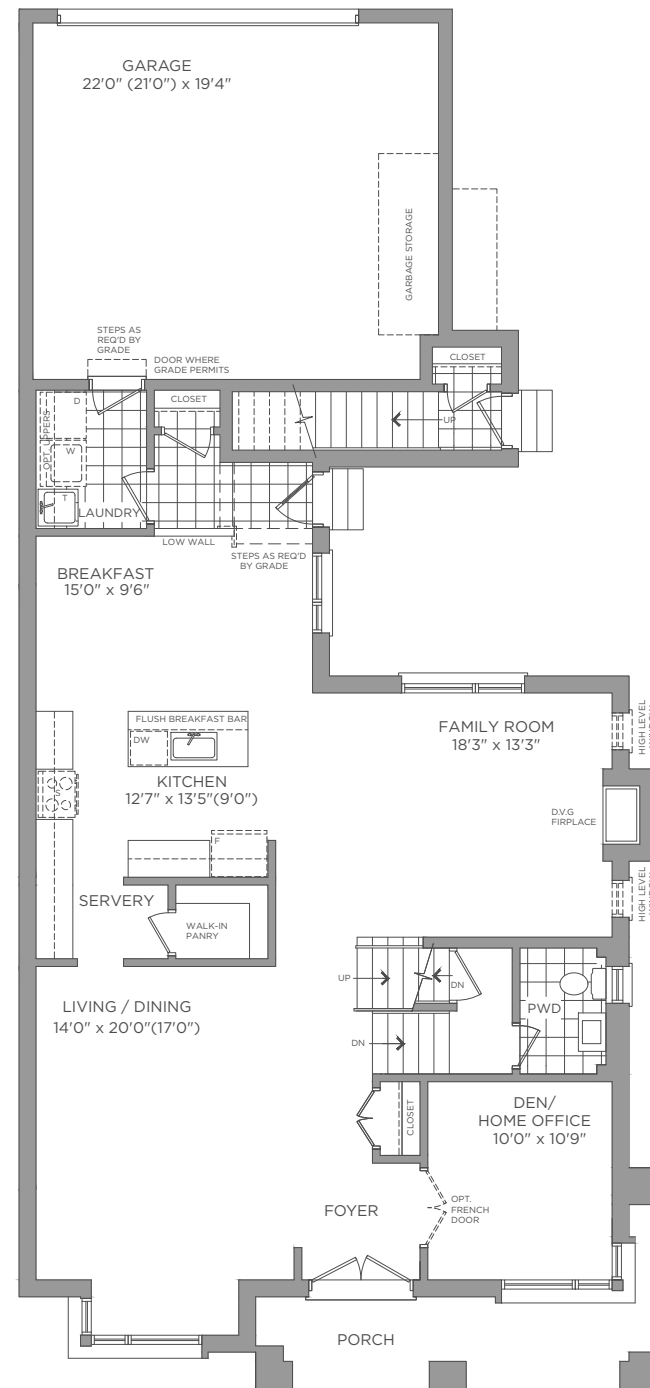 GARAGE
22'0" (21'0") x 19'4"
GARBAGE STORAGE
STEPS AS
REQ'D BY
GRADE
DOOR WHERE
GRADE PERMITS
CLOSET
CLOSET
D
OPT. UPPERS
W
T
LAUNDRY
UP
LOW WALL
STEPS AS REQ'D
BY GRADE
BREAKFAST
15'0" x 9'6"
FLUSH BREAKFAST BAR
DW
FAMILY ROOM
18'3" x 13'3"
HIGH LEVEL
KITCHEN
12'7" x 13'5"(9'0")
S
D.V.G
FIRPLACE
F
SERVERY
WALK-IN
PANRY
HIGH LEVEL
UP
DN
PWD
LIVING / DINING
14'0" x 20'0"(17'0")
DN
CLOSET
DEN/
HOME OFFICE
10'0" x 10'9"
FOYER
OPT.
FRENCH
DOOR
PORCH